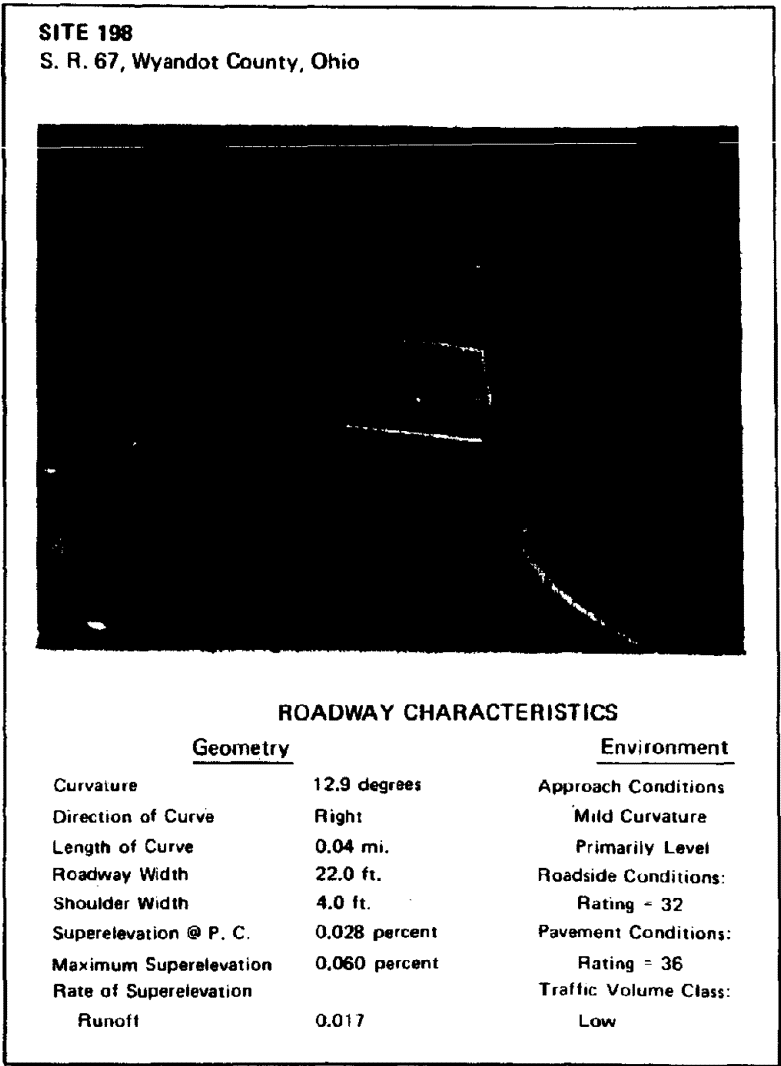 SITE 198
S. R. 67, Wyandot County, Ohio
ROADWAY CHARACTERISTICS
Geometry
Curvature 12.9 degrees
Direction of Curve Right
Length of Curve 0.04 mi.
Roadway Width 22.0 ft.
Shoulder Width 4.0 ft.
Superelevation @ P. C. 0.028 percent
Maximum Superelevation 0.060 percent
Rate of Superelevation
Runoff 0.017
Environment
Approach Conditions
Mild Curvature
Primarily Level
Roadside Conditions:
Rating = 32
Pavement Conditions:
Rating = 36
Traffic Volume Class:
Low